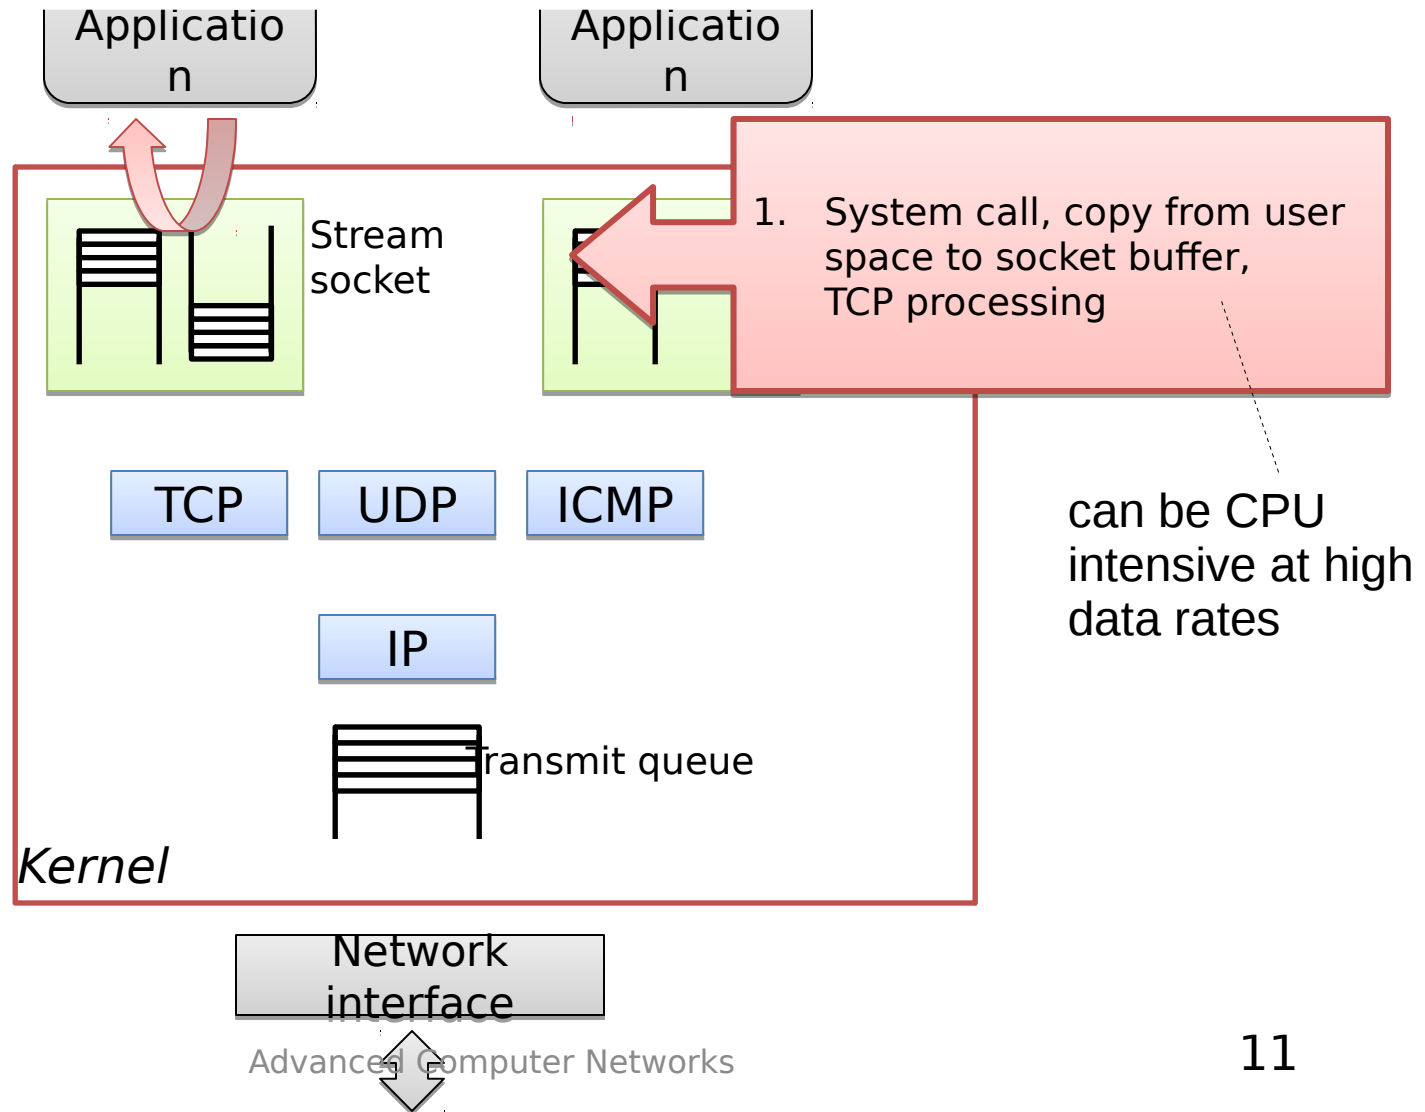 Applicatio
n
Applicatio
n
1. System call, copy from user
space to socket buffer,
TCP processing
Stream
socket
TCP
UDP
ICMP
can be CPU
intensive at high
data rates
IP
Transmit queue
Kernel
Network
interface
Advanced Computer Networks
11